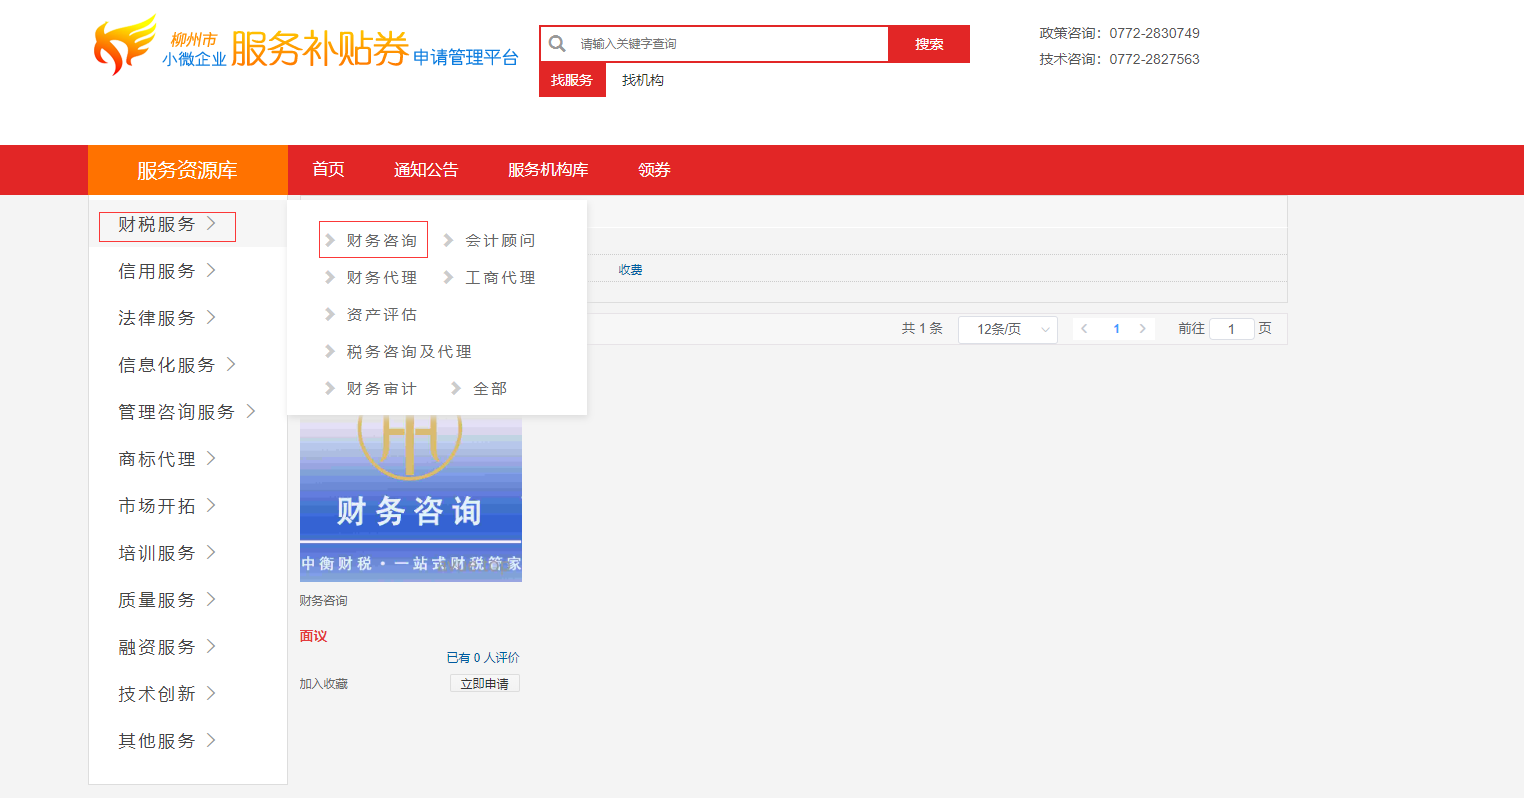 柳州市
小微企业 服务补贴券 申请管理平台
请输入关键字查询 搜索
找服务 找机构
政策咨询：0772-2830749
技术咨询：0772-2827563
服务资源库 首页 通知公告 服务机构库 领券
财税服务
信用服务
法律服务
信息化服务
管理咨询服务
商标代理
市场开拓
培训服务
质量服务
融资服务
技术创新
其他服务
财务咨询 会计顾问
财务代理 工商代理
资产评估
税务咨询及代理
财务审计 全部
收费
共 1 条 12条/页 1 前往 1 页
财务咨询
中衡财税·一站式财税管家
财务咨询
面议
已有 0 人评价
加入收藏 立即申请